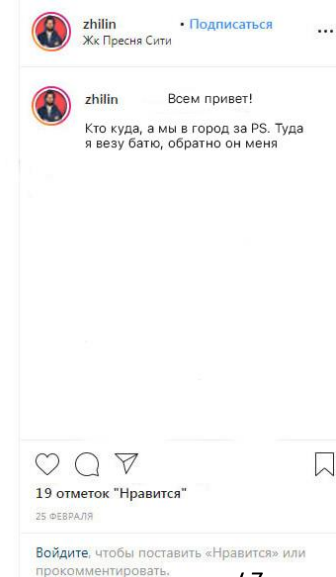 zhilin • Подписаться
Жк Пресня Сити
zhilin Всем привет!
Кто куда, а мы в город за PS. Туда
я везу батю, обратно он меня
19 отметок "Нравится"
25 ФЕВРАЛЯ
Войдите, чтобы поставить «Нравится» или
прокомментировать.